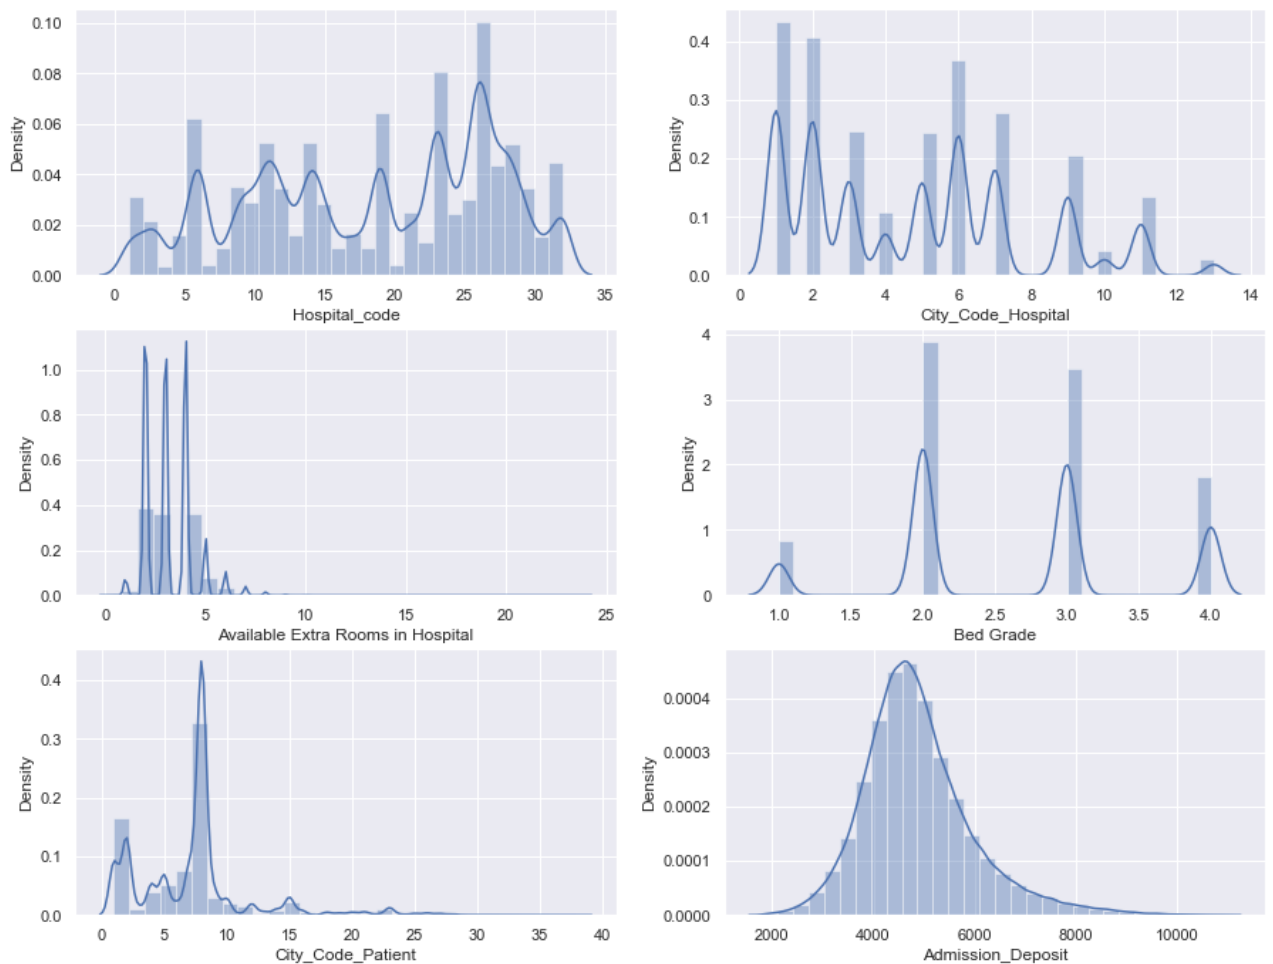 0.10
0.08
0.06
0.04
0.02
0.00
Density
0 5 10 15 20 25 30 35
Hospital_code
0.4
0.3
0.2
0.1
0.0
Density
0 2 4 6 8 10 12 14
City_Code_Hospital
1.0
0.8
0.6
0.4
0.2
0.0
Density
0 5 10 15 20 25
Available Extra Rooms in Hospital
4
3
2
1
0
Density
1.0 1.5 2.0 2.5 3.0 3.5 4.0
Bed Grade
0.4
0.3
0.2
0.1
0.0
Density
0 5 10 15 20 25 30 35 40
City_Code_Patient
0.0004
0.0003
0.0002
0.0001
0.0000
Density
2000 4000 6000 8000 10000
Admission_Deposit